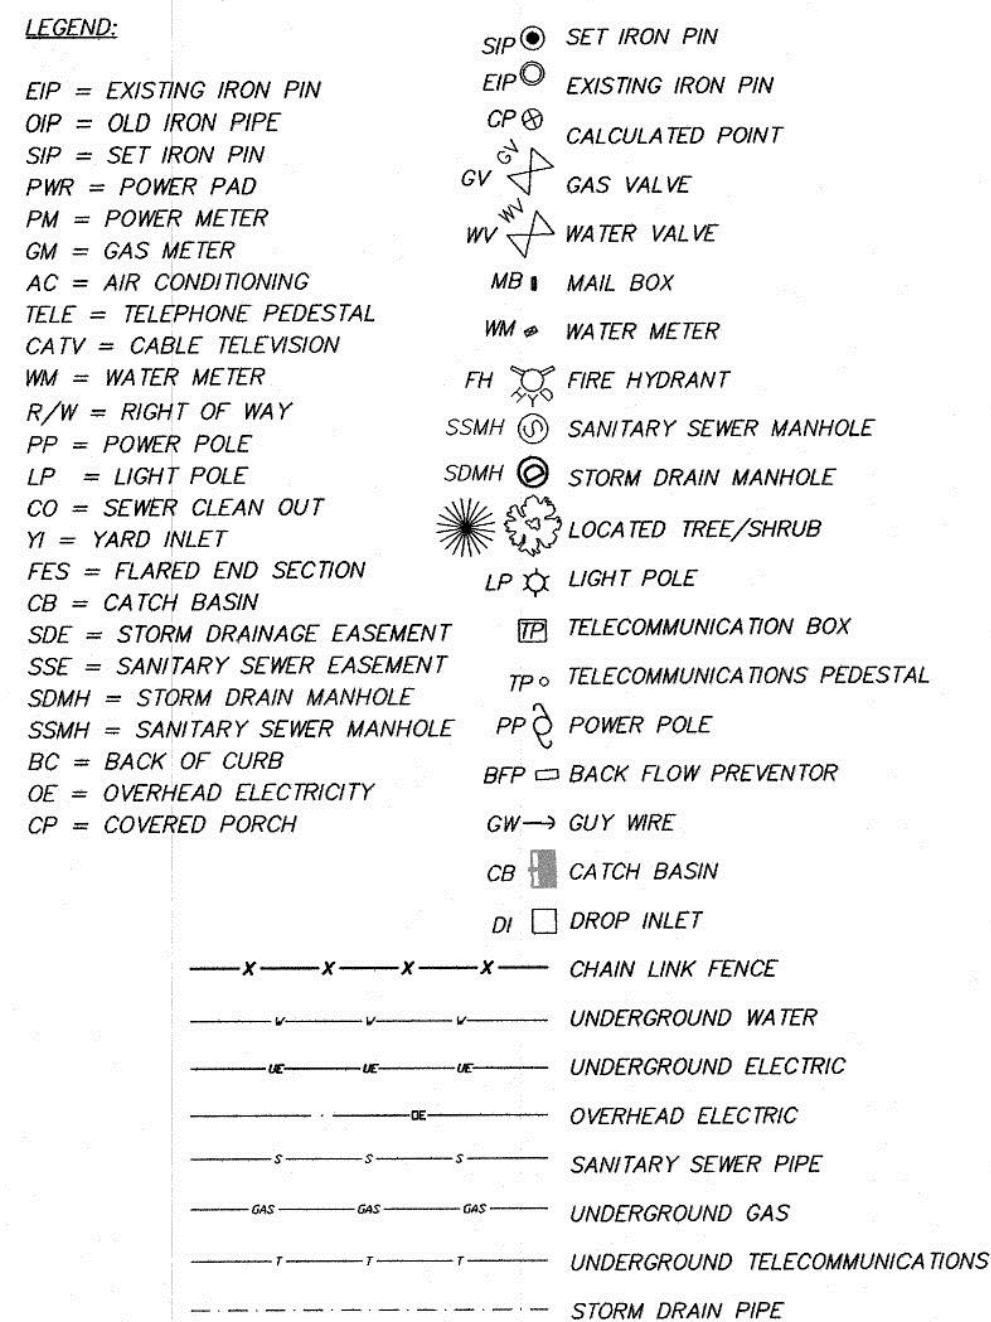 LEGEND:
EIP = EXISTING IRON PIN
OIP = OLD IRON PIPE
SIP = SET IRON PIN
PWR = POWER PAD
PM = POWER METER
GM = GAS METER
AC = AIR CONDITIONING
TELE = TELEPHONE PEDESTAL
CATV = CABLE TELEVISION
WM = WATER METER
R/W = RIGHT OF WAY
PP = POWER POLE
LP = LIGHT POLE
CO = SEWER CLEAN OUT
YI = YARD INLET
FES = FLARED END SECTION
CB = CATCH BASIN
SDE = STORM DRAINAGE EASEMENT
SSE = SANITARY SEWER EASEMENT
SDMH = STORM DRAIN MANHOLE
SSMH = SANITARY SEWER MANHOLE
BC = BACK OF CURB
OE = OVERHEAD ELECTRICITY
CP = COVERED PORCH
SIP SET IRON PIN
EIP EXISTING IRON PIN
CP CALCULATED POINT
GV GV GAS VALVE
WV WV WATER VALVE
MB MAIL BOX
WM WATER METER
FH HYD FIRE HYDRANT
SSMH S SANITARY SEWER MANHOLE
SDMH D STORM DRAIN MANHOLE
LOCATED TREE/SHRUB
LP LIGHT POLE
TP TELECOMMUNICATION BOX
TP TELECOMMUNICATIONS PEDESTAL
PP POWER POLE
BFP BACK FLOW PREVENTOR
GW GUY WIRE
CB CATCH BASIN
DI DROP INLET
X X X X CHAIN LINK FENCE
W W W UNDERGROUND WATER
UE UE UE UNDERGROUND ELECTRIC
OE OVERHEAD ELECTRIC
S S S SANITARY SEWER PIPE
GAS GAS GAS UNDERGROUND GAS
T T T UNDERGROUND TELECOMMUNICATIONS
STORM DRAIN PIPE